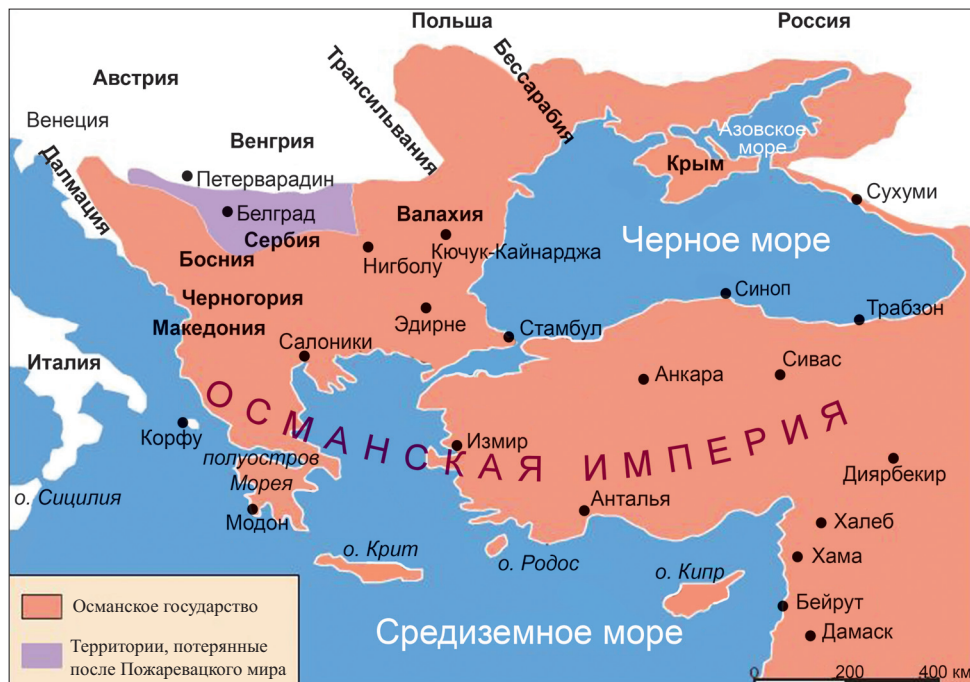 Польша
Россия
Австрия
Трансильвания
Бессарабия
Венеция
Венгрия
Азовское
море
Далмация
Крым
Петерварадин
Сухуми
Белград
Валахия
Сербия
Черное море
Босния
Нигболу
Кючук-Кайнарджа
Черногория
Синоп
Македония
Эдирне
Стамбул
Трабзон
Салоники
Италия
Анкара
Сивас
ОСМАНСКАЯ ИМПЕРИЯ
Корфу
Измир
полуостров
Морея
Диярбекир
о. Сицилия
Модон
Анталья
Халеб
о. Крит
о. Родос
о. Кипр
Хама
Бейрут
Средиземное море
Дамаск
Османское государство
Территории, потерянные
после Пожаревацкого мира
0 200 400 км